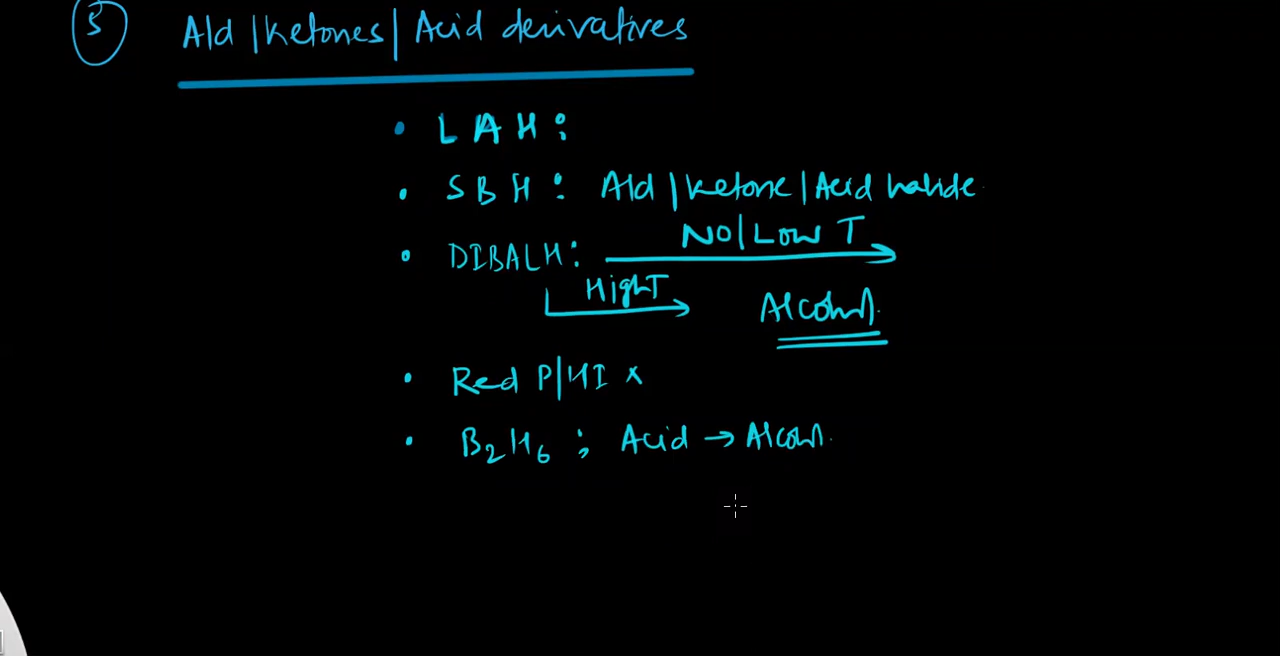 5 Ald/Ketones/Acid derivatives
• LAH:
• SBH: Ald/Ketone/Acid halide
• DIBALH: NO/Low T
High T Alcohol
• Red P/HI x
• B2H6; Acid → Alcohol